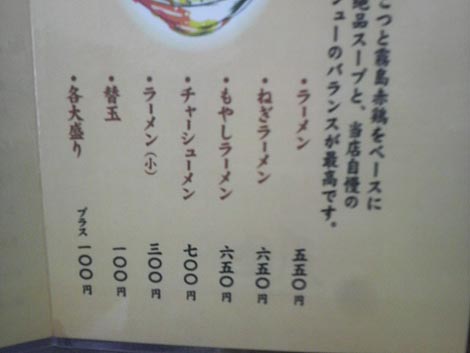 こつと霧島赤鶏をベースに
絶品スープと、当店自慢の
シューのバランスが最高です。
・ラーメン 五五〇円
・ねぎラーメン 六五〇円
・もやしラーメン 六五〇円
・チャーシューメン 七〇〇円
・ラーメン(小) 三〇〇円
・替玉 一〇〇円
・各大盛り プラス一〇〇円